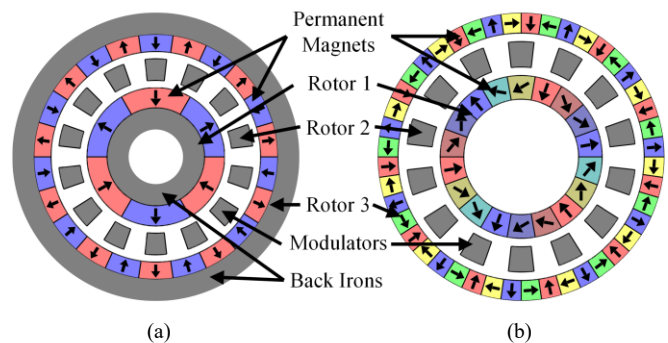 Permanent
Magnets
Rotor 1
Rotor 2
Rotor 3
Modulators
Back Irons
(a)
(b)